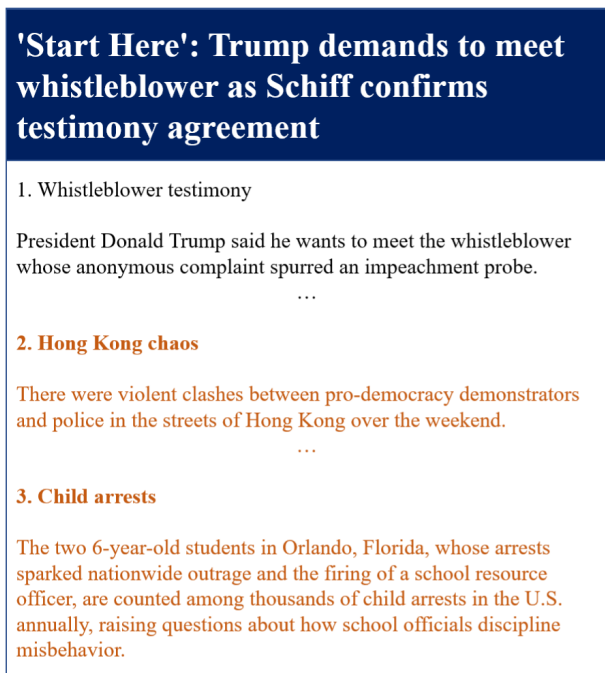 'Start Here': Trump demands to meet
whistleblower as Schiff confirms
testimony agreement
1. Whistleblower testimony
President Donald Trump said he wants to meet the whistleblower
whose anonymous complaint spurred an impeachment probe.
…
2. Hong Kong chaos
There were violent clashes between pro-democracy demonstrators
and police in the streets of Hong Kong over the weekend.
…
3. Child arrests
The two 6-year-old students in Orlando, Florida, whose arrests
sparked nationwide outrage and the firing of a school resource
officer, are counted among thousands of child arrests in the U.S.
annually, raising questions about how school officials discipline
misbehavior.